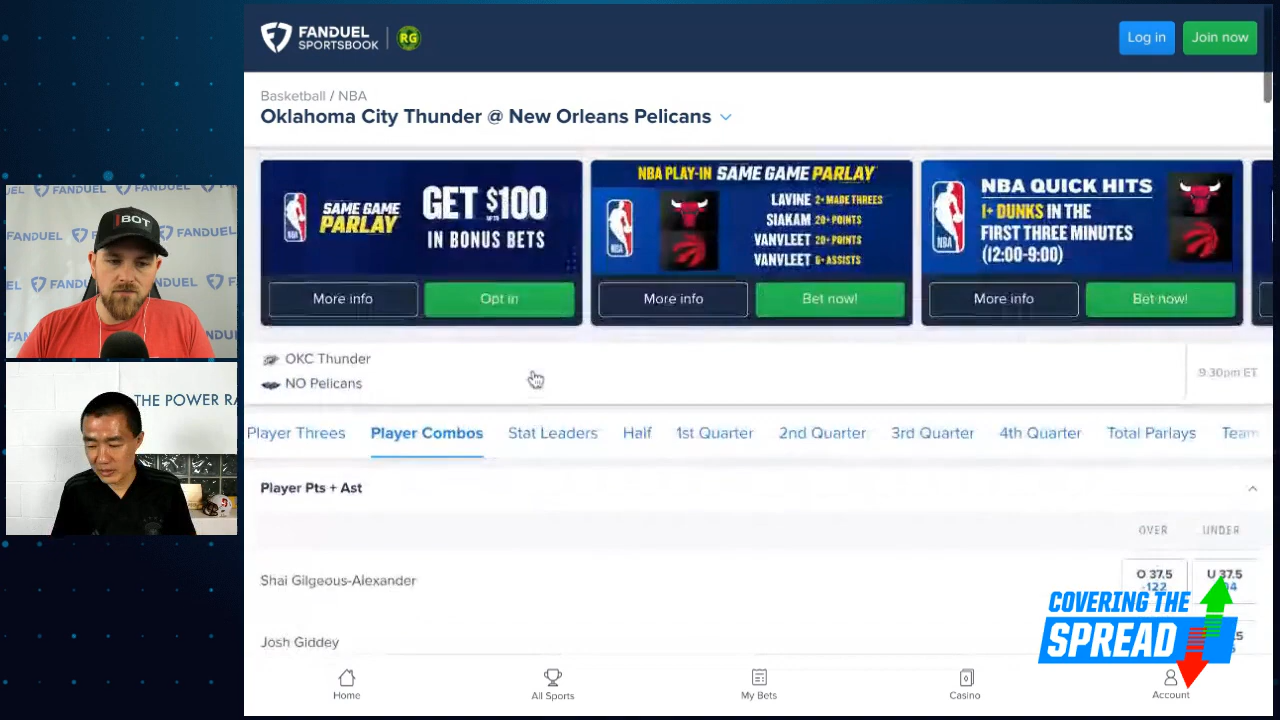 FANDUEL
SPORTSBOOK
RG
Log in
Join now
Basketball / NBA
Oklahoma City Thunder @ New Orleans Pelicans
NBA
SAME GAME
PARLAY
GET $100
IN BONUS BETS
More info
Opt in
NBA PLAY-IN SAME GAME PARLAY
NBA
LAVINE 2+ MADE THREES
SIAKAM 20+ POINTS
VANVLEET 20+ POINTS
VANVLEET 6+ ASSISTS
More info
Bet now!
NBA
NBA QUICK HITS
1+ DUNKS IN THE
FIRST THREE MINUTES
(12:00-9:00)
More info
Bet now!
OKC Thunder
NO Pelicans
9:30pm ET
Player Threes
Player Combos
Stat Leaders
Half
1st Quarter
2nd Quarter
3rd Quarter
4th Quarter
Total Parlays
Team
Player Pts + Ast
OVER
UNDER
Shai Gilgeous-Alexander
O 37.5
-122
U 37.5
Josh Giddey
COVERING THE
SPREAD
Home
All Sports
My Bets
Casino
Account
BOT
FANDUEL
THE POWER RA